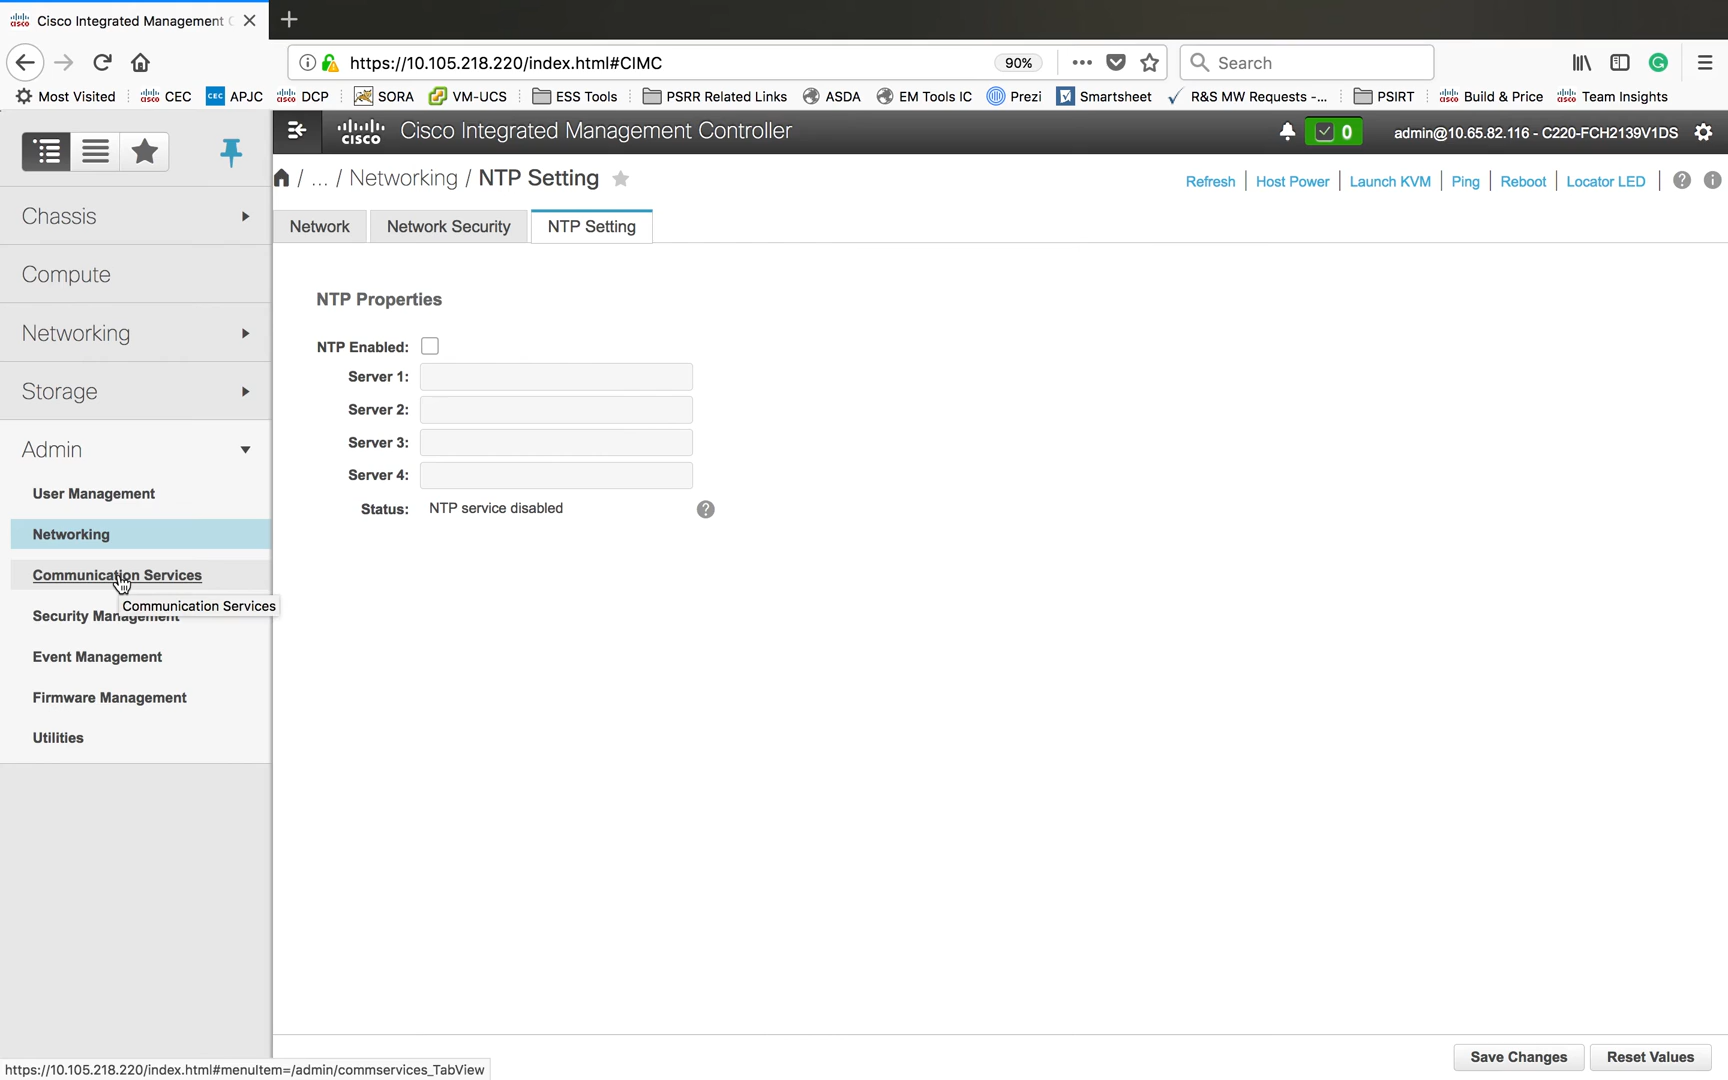 Cisco Integrated Management C
https://10.105.218.220/index.html#CIMC
90%
Search
Most Visited
CEC
APJC
DCP
SORA
VM-UCS
ESS Tools
PSRR Related Links
ASDA
EM Tools IC
Prezi
Smartsheet
R&S MW Requests -...
PSIRT
Build & Price
Team Insights
cisco Cisco Integrated Management Controller
0
admin@10.65.82.116 - C220-FCH2139V1DS
/ ... / Networking / NTP Setting
Refresh
Host Power
Launch KVM
Ping
Reboot
Locator LED
Chassis
Compute
Networking
Storage
Admin
User Management
Networking
Communication Services
Communication Services
Security Management
Event Management
Firmware Management
Utilities
Network
Network Security
NTP Setting
NTP Properties
NTP Enabled:
Server 1:
Server 2:
Server 3:
Server 4:
Status: NTP service disabled
Save Changes
Reset Values
https://10.105.218.220/index.html#menuItem=/admin/commservices_TabView